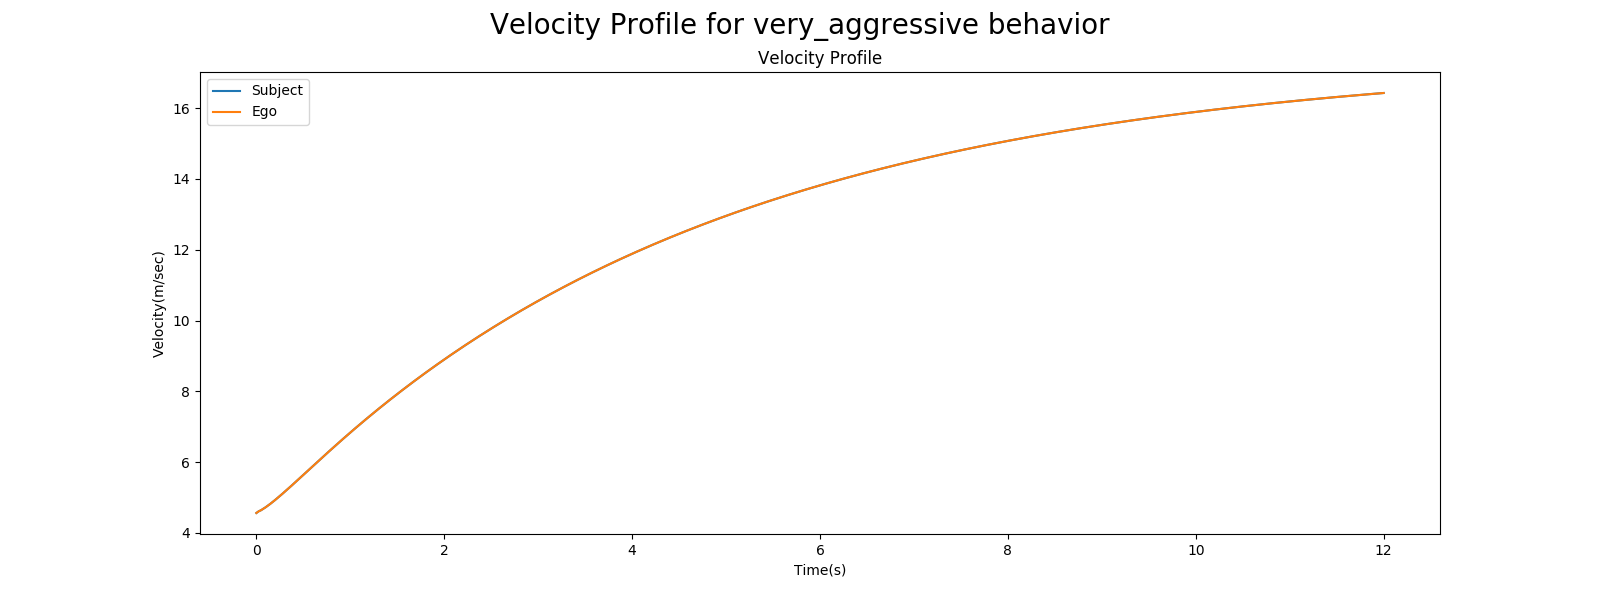 Velocity Profile for very_aggressive behavior
Velocity Profile
Subject
Ego
Velocity(m/sec)
16
14
12
10
8
6
4
0 2 4 6 8 10 12
Time(s)